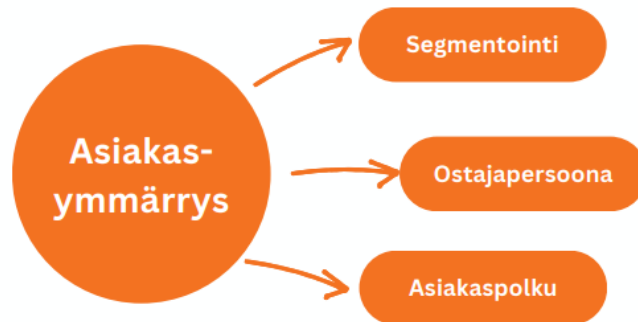 Segmentointi
Asiakas-
ymmärrys
Ostajapersoona
Asiakaspolku